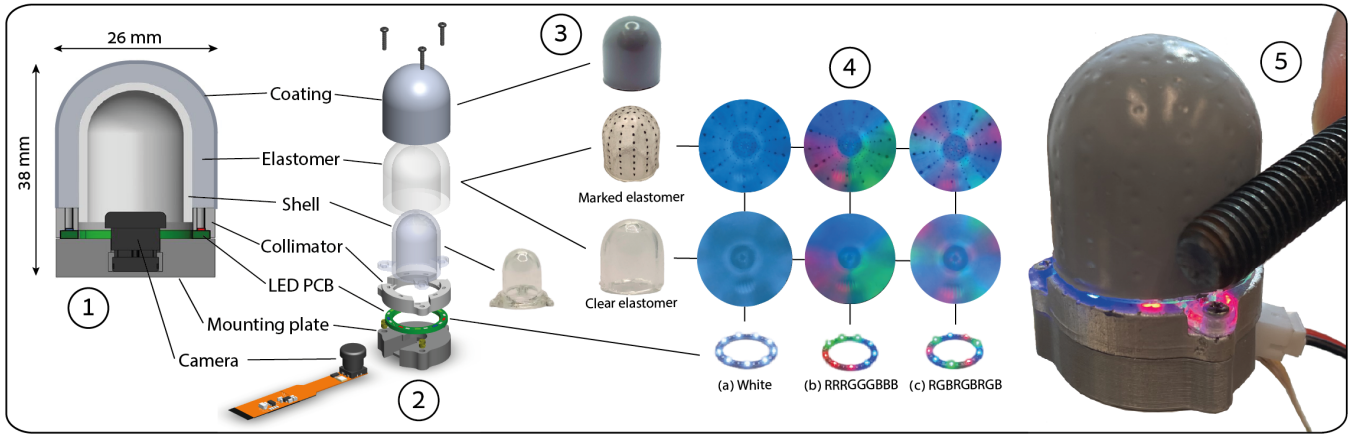 26 mm
38 mm
1
Coating
Elastomer
Shell
Collimator
LED PCB
Mounting plate
Camera
2
3
Marked elastomer
Clear elastomer
4
(a) White
(b) RRRGGGBBB
(c) RGBRGBRGB
5